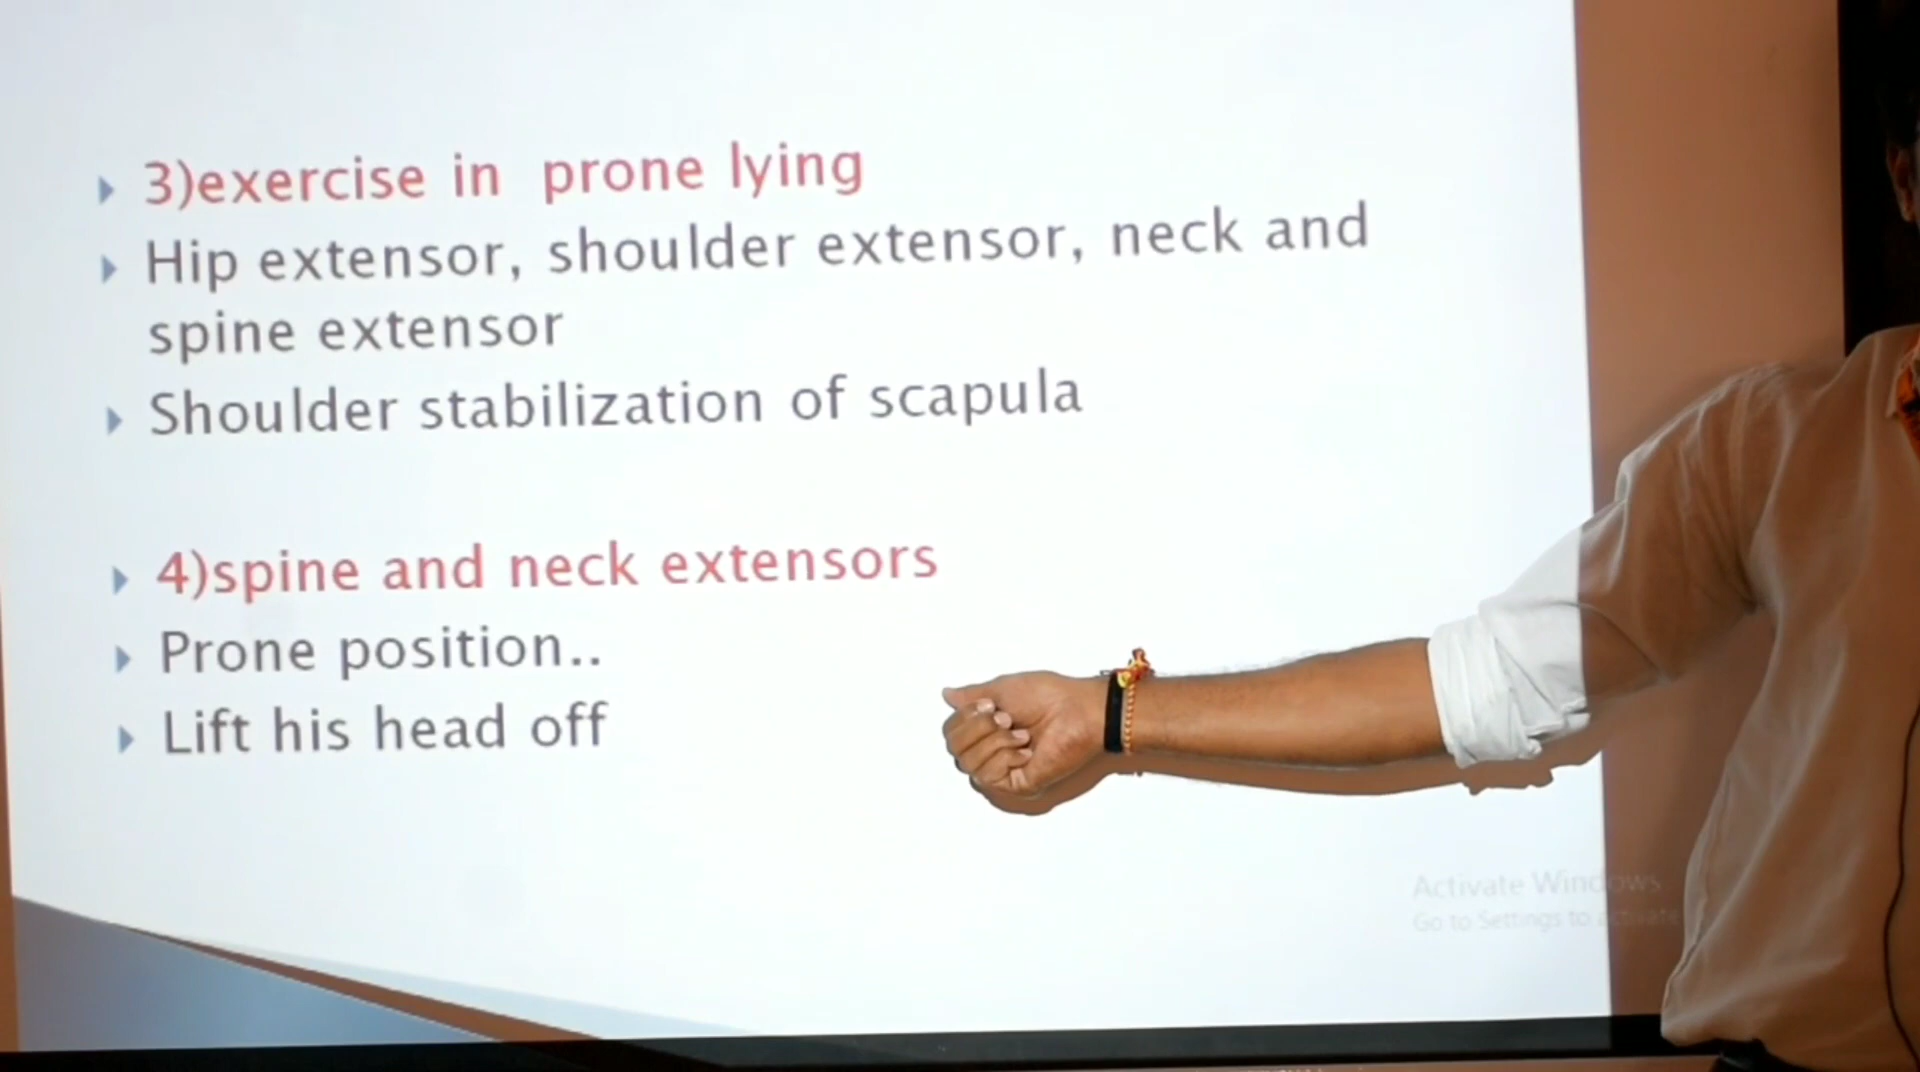 3)exercise in prone lying
Hip extensor, shoulder extensor, neck and
spine extensor
Shoulder stabilization of scapula
4)spine and neck extensors
Prone position..
Lift his head off
Activate Windows
Go to Settings to activate